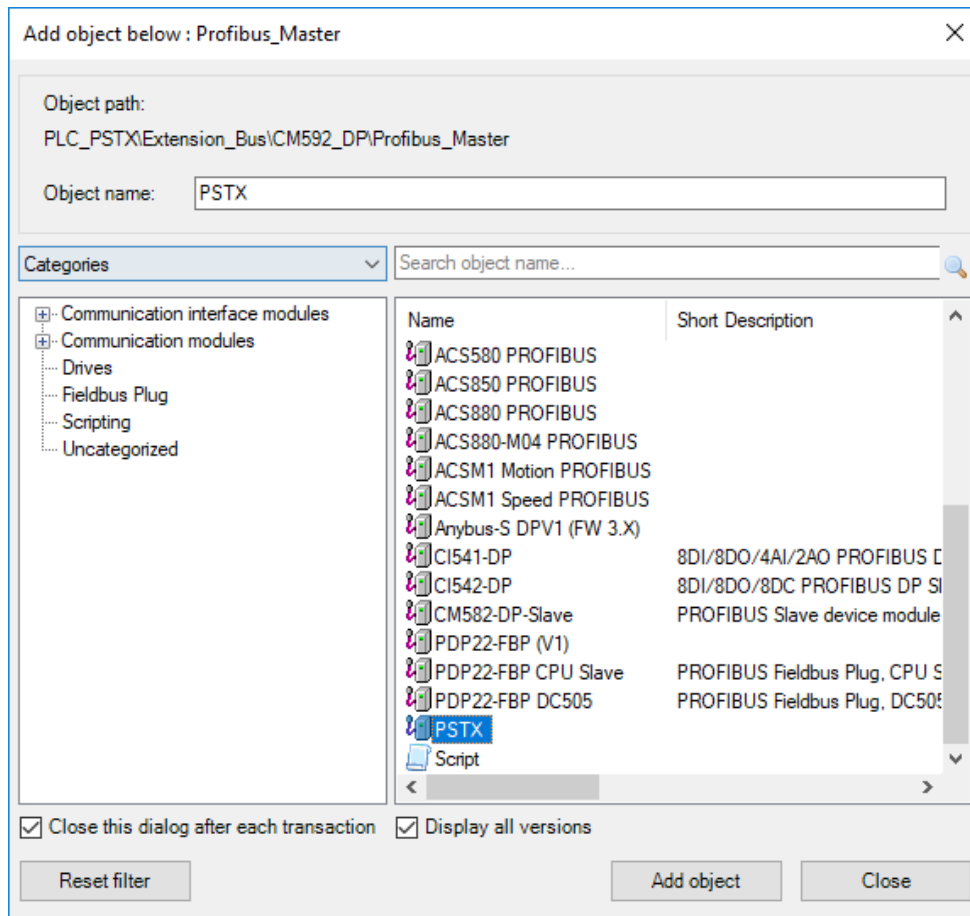 Add object below : Profibus_Master
Object path:
PLC_PSTX\Extension_Bus\CM592_DP\Profibus_Master
Object name: PSTX
Categories
Search object name...
Communication interface modules
Communication modules
Drives
Fieldbus Plug
Scripting
Uncategorized
Name Short Description
ACS580 PROFIBUS
ACS850 PROFIBUS
ACS880 PROFIBUS
ACS880-M04 PROFIBUS
ACSM1 Motion PROFIBUS
ACSM1 Speed PROFIBUS
Anybus-S DPV1 (FW 3.X)
CI541-DP 8DI/8DO/4AI/2AO PROFIBUS
CI542-DP 8DI/8DO/8DC PROFIBUS DP
CM582-DP-Slave PROFIBUS Slave device module
PDP22-FBP (V1)
PDP22-FBP CPU Slave PROFIBUS Fieldbus Plug, CPU
PDP22-FBP DC505 PROFIBUS Fieldbus Plug, DC505
PSTX
Script
Close this dialog after each transaction Display all versions
Reset filter Add object Close